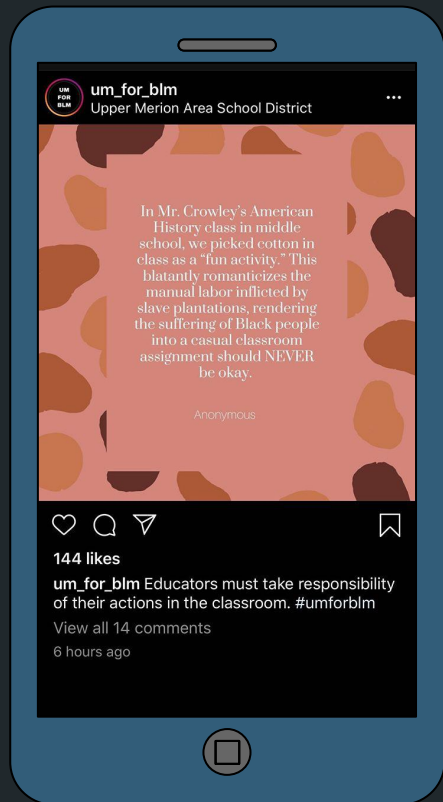 UM
FOR
BLM
um_for_blm
Upper Merion Area School District
In Mr. Crowley's American
History class in middle
school, we picked cotton in
class as a "fun activity." This
blatantly romanticizes the
manual labor inflicted by
slave plantations, rendering
the suffering of Black people
into a casual classroom
assignment should NEVER
be okay.
Anonymous
144 likes
um_for_blm Educators must take responsibility
of their actions in the classroom. #umforblm
View all 14 comments
6 hours ago